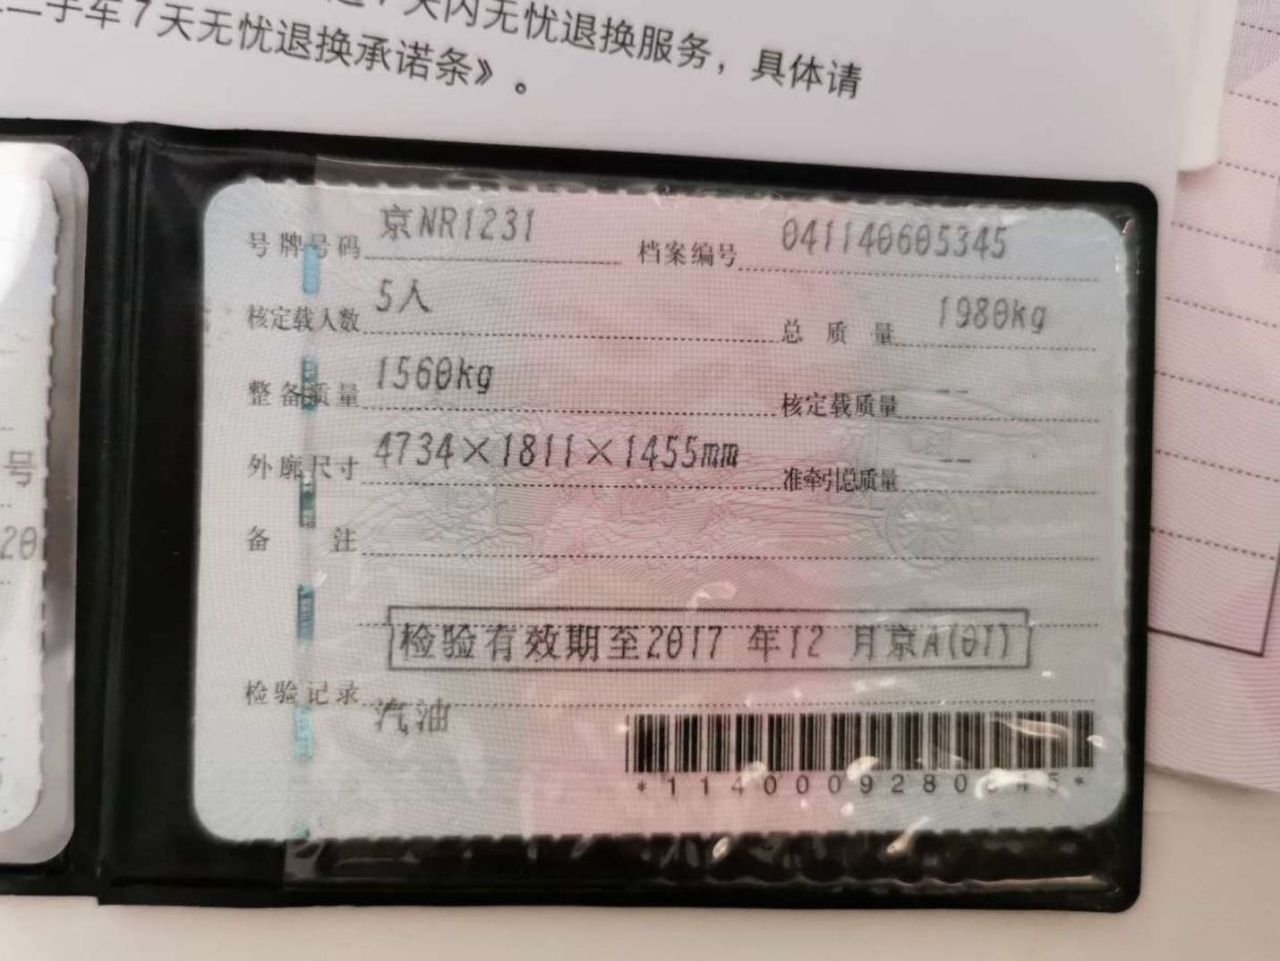 7天内无忧退换服务，具体请
二手车7天无忧退换承诺条》。
号牌号码 京NR1231 档案编号 041140605345
核定载人数 5人 总质量 1980kg
整备质量 1560kg 核定载质量 --
外廓尺寸 4734×1811×1455mm 准牵引总质量 --
备注
检验有效期至2017 年12 月京A(01)
检验记录
汽油
号
20